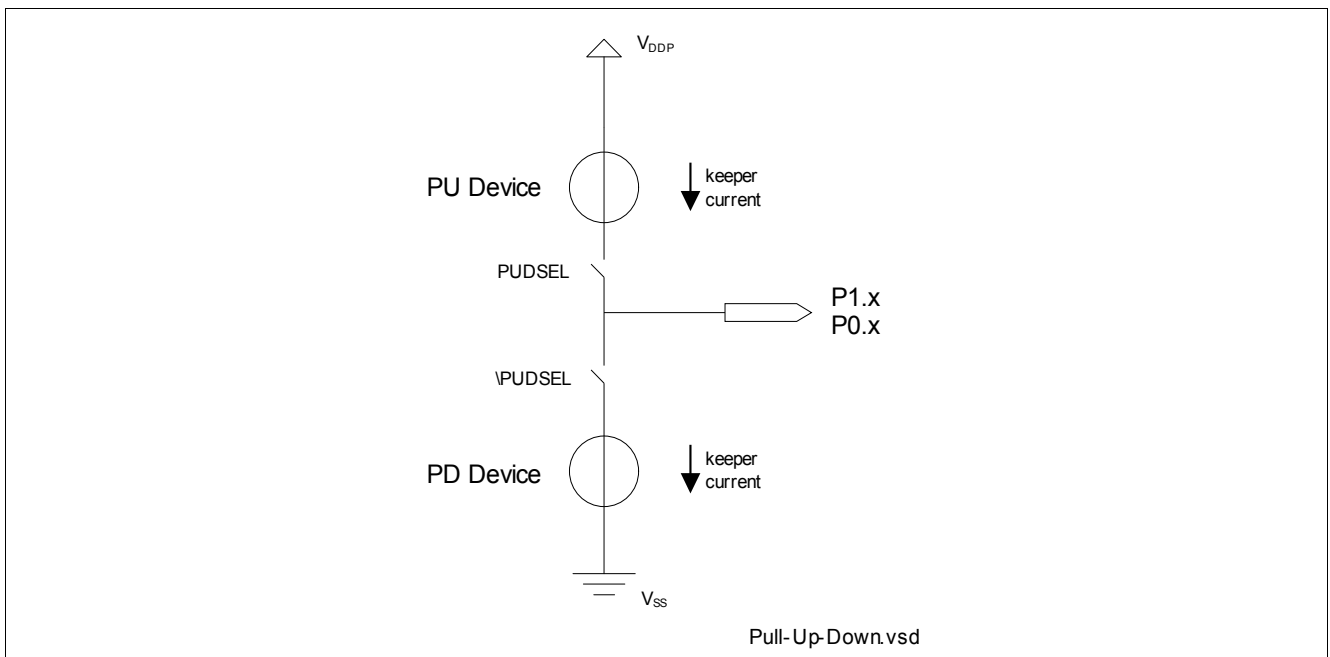 VDDP
PU Device
keeper
current
PUDSEL
P1.x
P0.x
\PUDSEL
PD Device
keeper
current
VSS
Pull-Up-Down.vsd